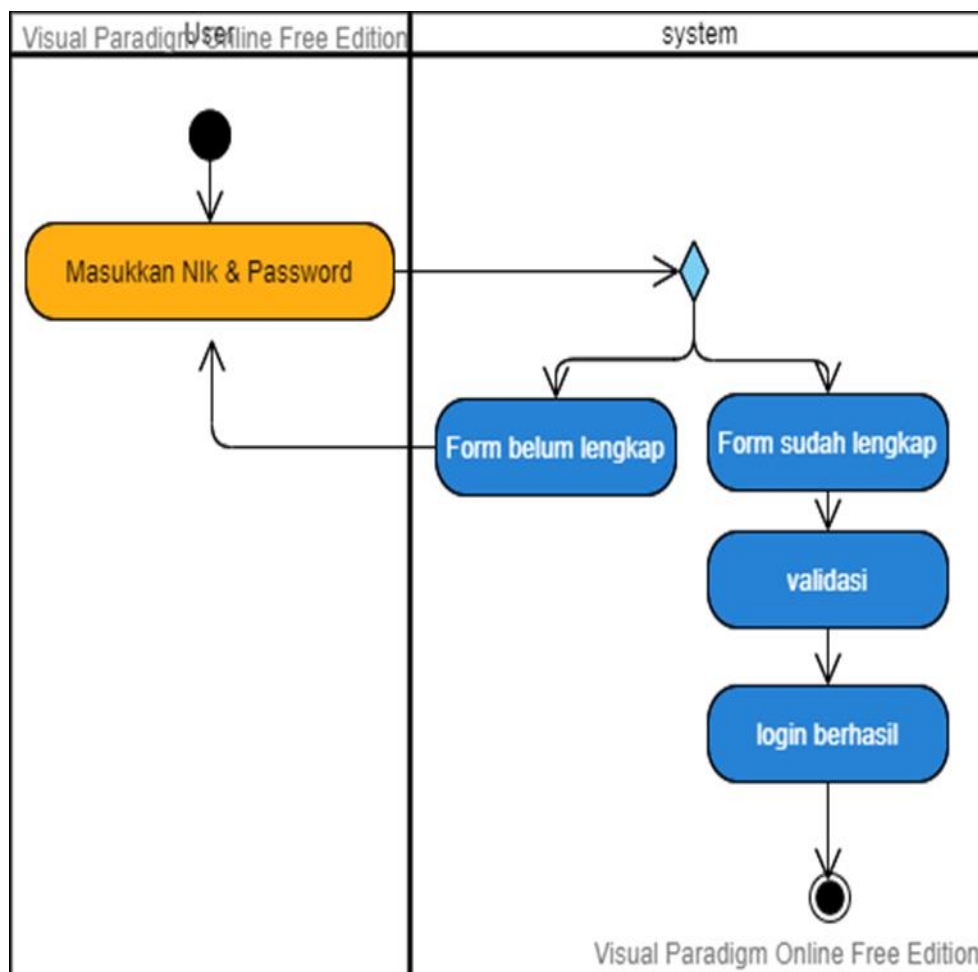 Visual Paradigm Online Free Edition
User
system
Masukkan NIk & Password
Form belum lengkap
Form sudah lengkap
validasi
login berhasil
Visual Paradigm Online Free Edition